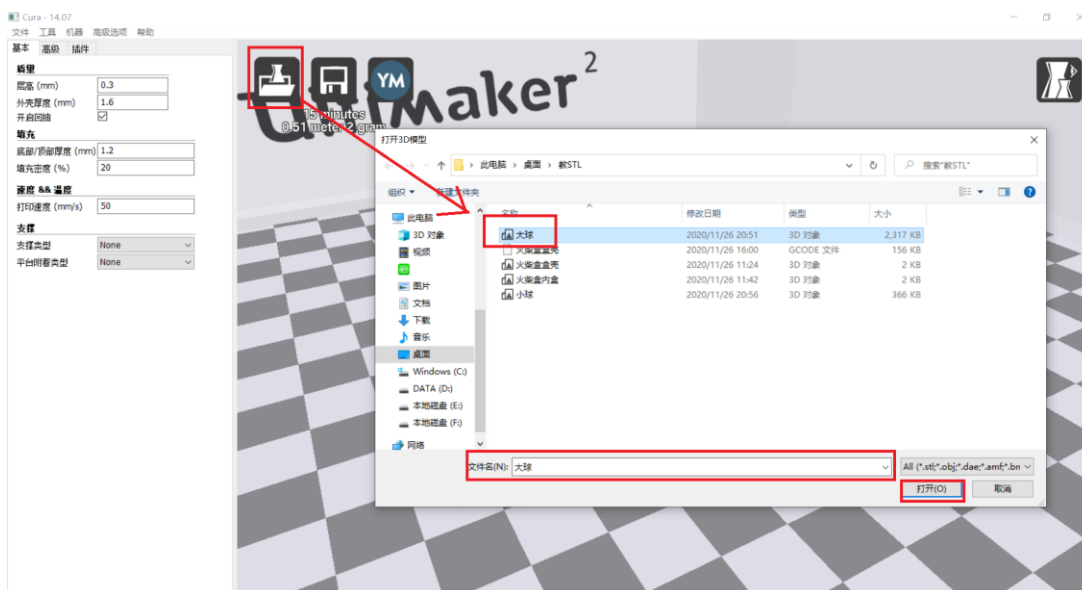 Cura - 14.07
文件 工具 机器 高级选项 帮助
基本 高级 插件
质量
层高 (mm) 0.3
外壳厚度 (mm) 1.6
开启回抽
填充
底部/顶部厚度 (mm) 1.2
填充密度 (%) 20
速度 && 温度
打印速度 (mm/s) 50
支撑
支撑类型 None
平台附着类型 None
YM
Ultimaker 2
15 minutes
0.51 meter 2 gram
打开3D模型
此电脑 › 桌面 › 教STL
搜索"教STL"
组织 新建文件夹
名称 修改日期 类型 大小
大球 2020/11/26 20:51 3D 对象 2,317 KB
火柴盒盒壳 2020/11/26 16:00 GCODE 文件 156 KB
火柴盒盒壳 2020/11/26 11:24 3D 对象 2 KB
火柴盒内盒 2020/11/26 11:42 3D 对象 2 KB
小球 2020/11/26 20:56 3D 对象 366 KB
此电脑
3D 对象
视频
图片
文档
下载
音乐
桌面
Windows (C:)
DATA (D:)
本地磁盘 (E:)
本地磁盘 (F:)
网络
文件名(N): 大球
All (*.stl;*.obj;*.dae;*.amf;*.bn
打开(O) 取消